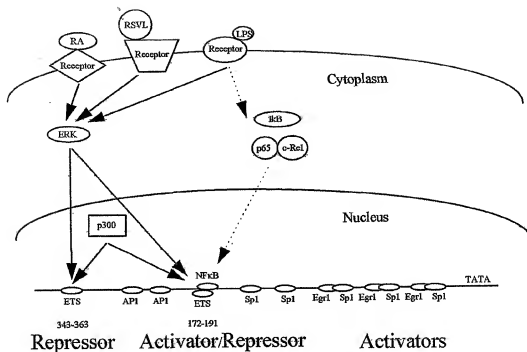 RSVL
LPS
RA
Receptor
Receptor
Receptor
Cytoplasm
IkB
ERK
p65
c-Rel
Nucleus
p300
NFκB
TATA
ETS
AP1
AP1
ETS
Sp1
Sp1
Egr1
Sp1
Egr1
Sp1
Egr1
Sp1
343-363
172-191
Repressor
Activator/Repressor
Activators